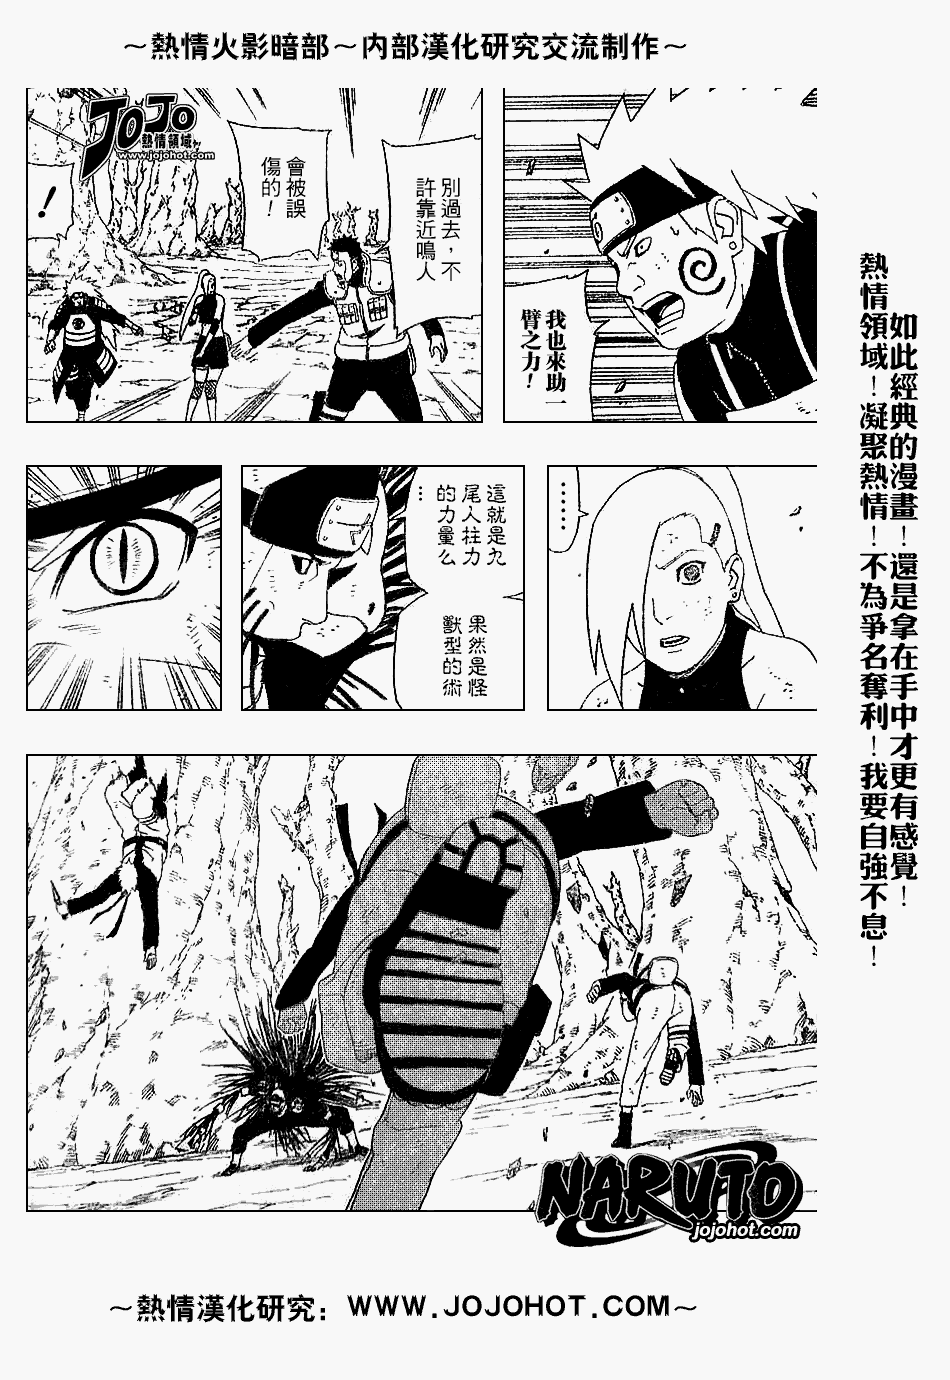 ～熱情火影暗部～內部漢化研究交流制作～
我也來助一
臂之力！
別過去，不
許靠近鳴人
會被誤
傷的！
！
JOJO
熱情領域
www.jojohot.com
……
這就是九
尾人柱力
的力量么
…
果然是怪
獸型的術
如此經典的漫畫！還是拿在手中才更有感覺！
熱情領域！凝聚熱情！不為爭名奪利！我要自強不息！
NARUTO
jojohot.com
～熱情漢化研究：WWW.JOJOHOT.COM～